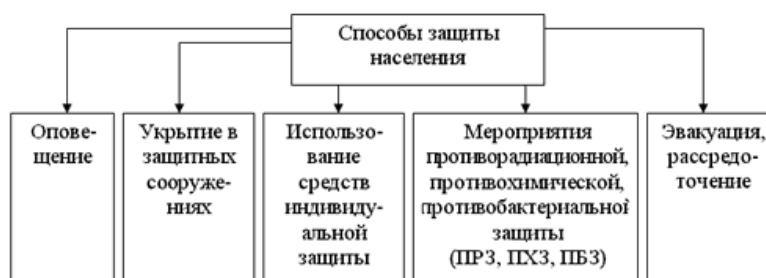 Способы защиты
населения
Опове-
щение
Укрытие в
защитных
сооруже-
ниях
Использо-
вание
средств
индивиду-
альной
защиты
Мероприятия
противорадиационной,
противохимической,
противобактериальной
защиты
(ПРЗ, ПХЗ, ПБЗ)
Эвакуация,
рассредо-
точение